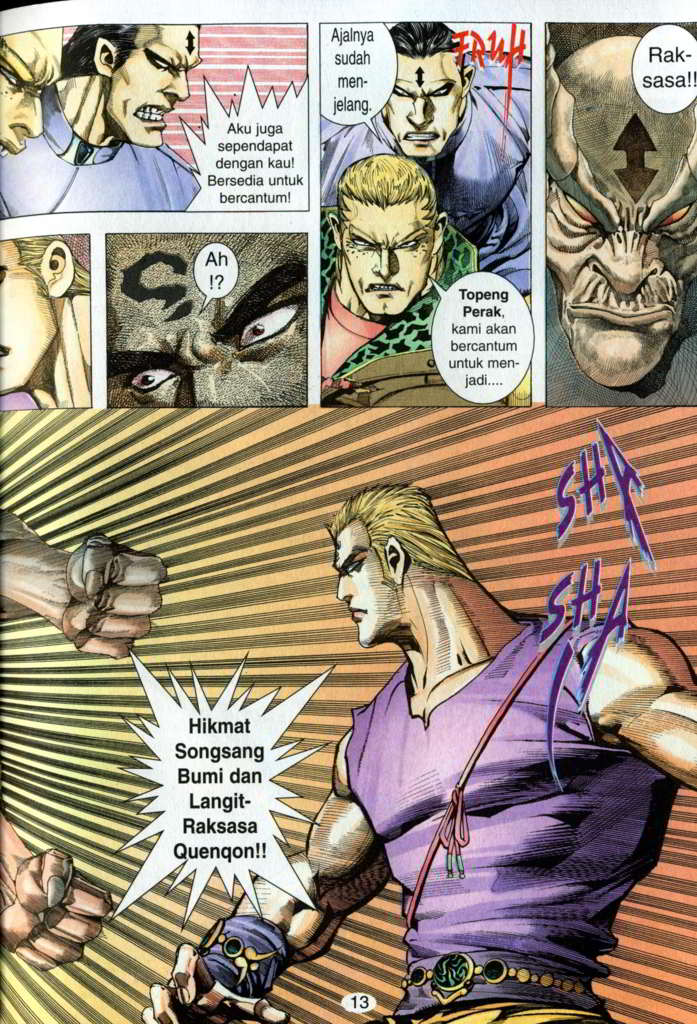 Aku juga
sependapat
dengan kau!
Bersedia untuk
bercantum!
Ajalnya
sudah
men-
jelang.
FRUH
Topeng
Perak,
kami akan
bercantum
untuk men-
jadi....
Rak-
sasa!!
Ah
!?
SHA
SHA
Hikmat
Songsang
Bumi dan
Langit-
Raksasa
Quenqon!!
13